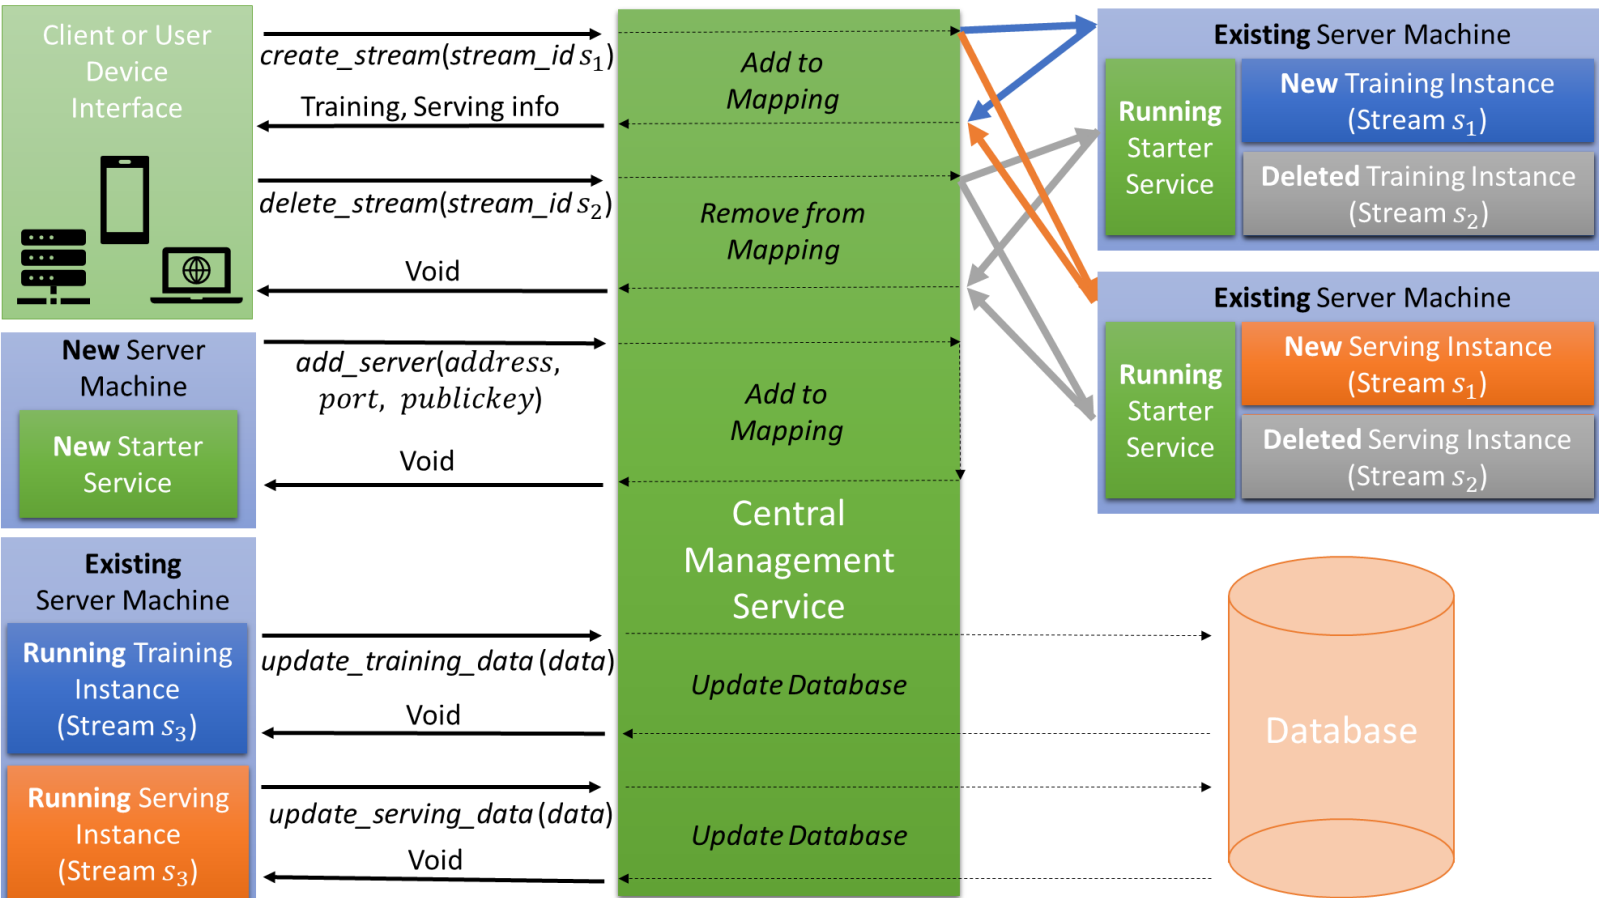 Client or User
Device
Interface
create_stream(stream_id s₁)
Training, Serving info
delete_stream(stream_id s₂)
Void
New Server
Machine
New Starter
Service
add_server(address,
port, publickey)
Void
Existing
Server Machine
Running Training
Instance
(Stream s₃)
Running Serving
Instance
(Stream s₃)
update_training_data (data)
Void
update_serving_data (data)
Void
Add to
Mapping
Remove from
Mapping
Add to
Mapping
Central
Management
Service
Update Database
Update Database
Existing Server Machine
Running
Starter
Service
New Training Instance
(Stream s₁)
Deleted Training Instance
(Stream s₂)
Existing Server Machine
Running
Starter
Service
New Serving Instance
(Stream s₁)
Deleted Serving Instance
(Stream s₂)
Database